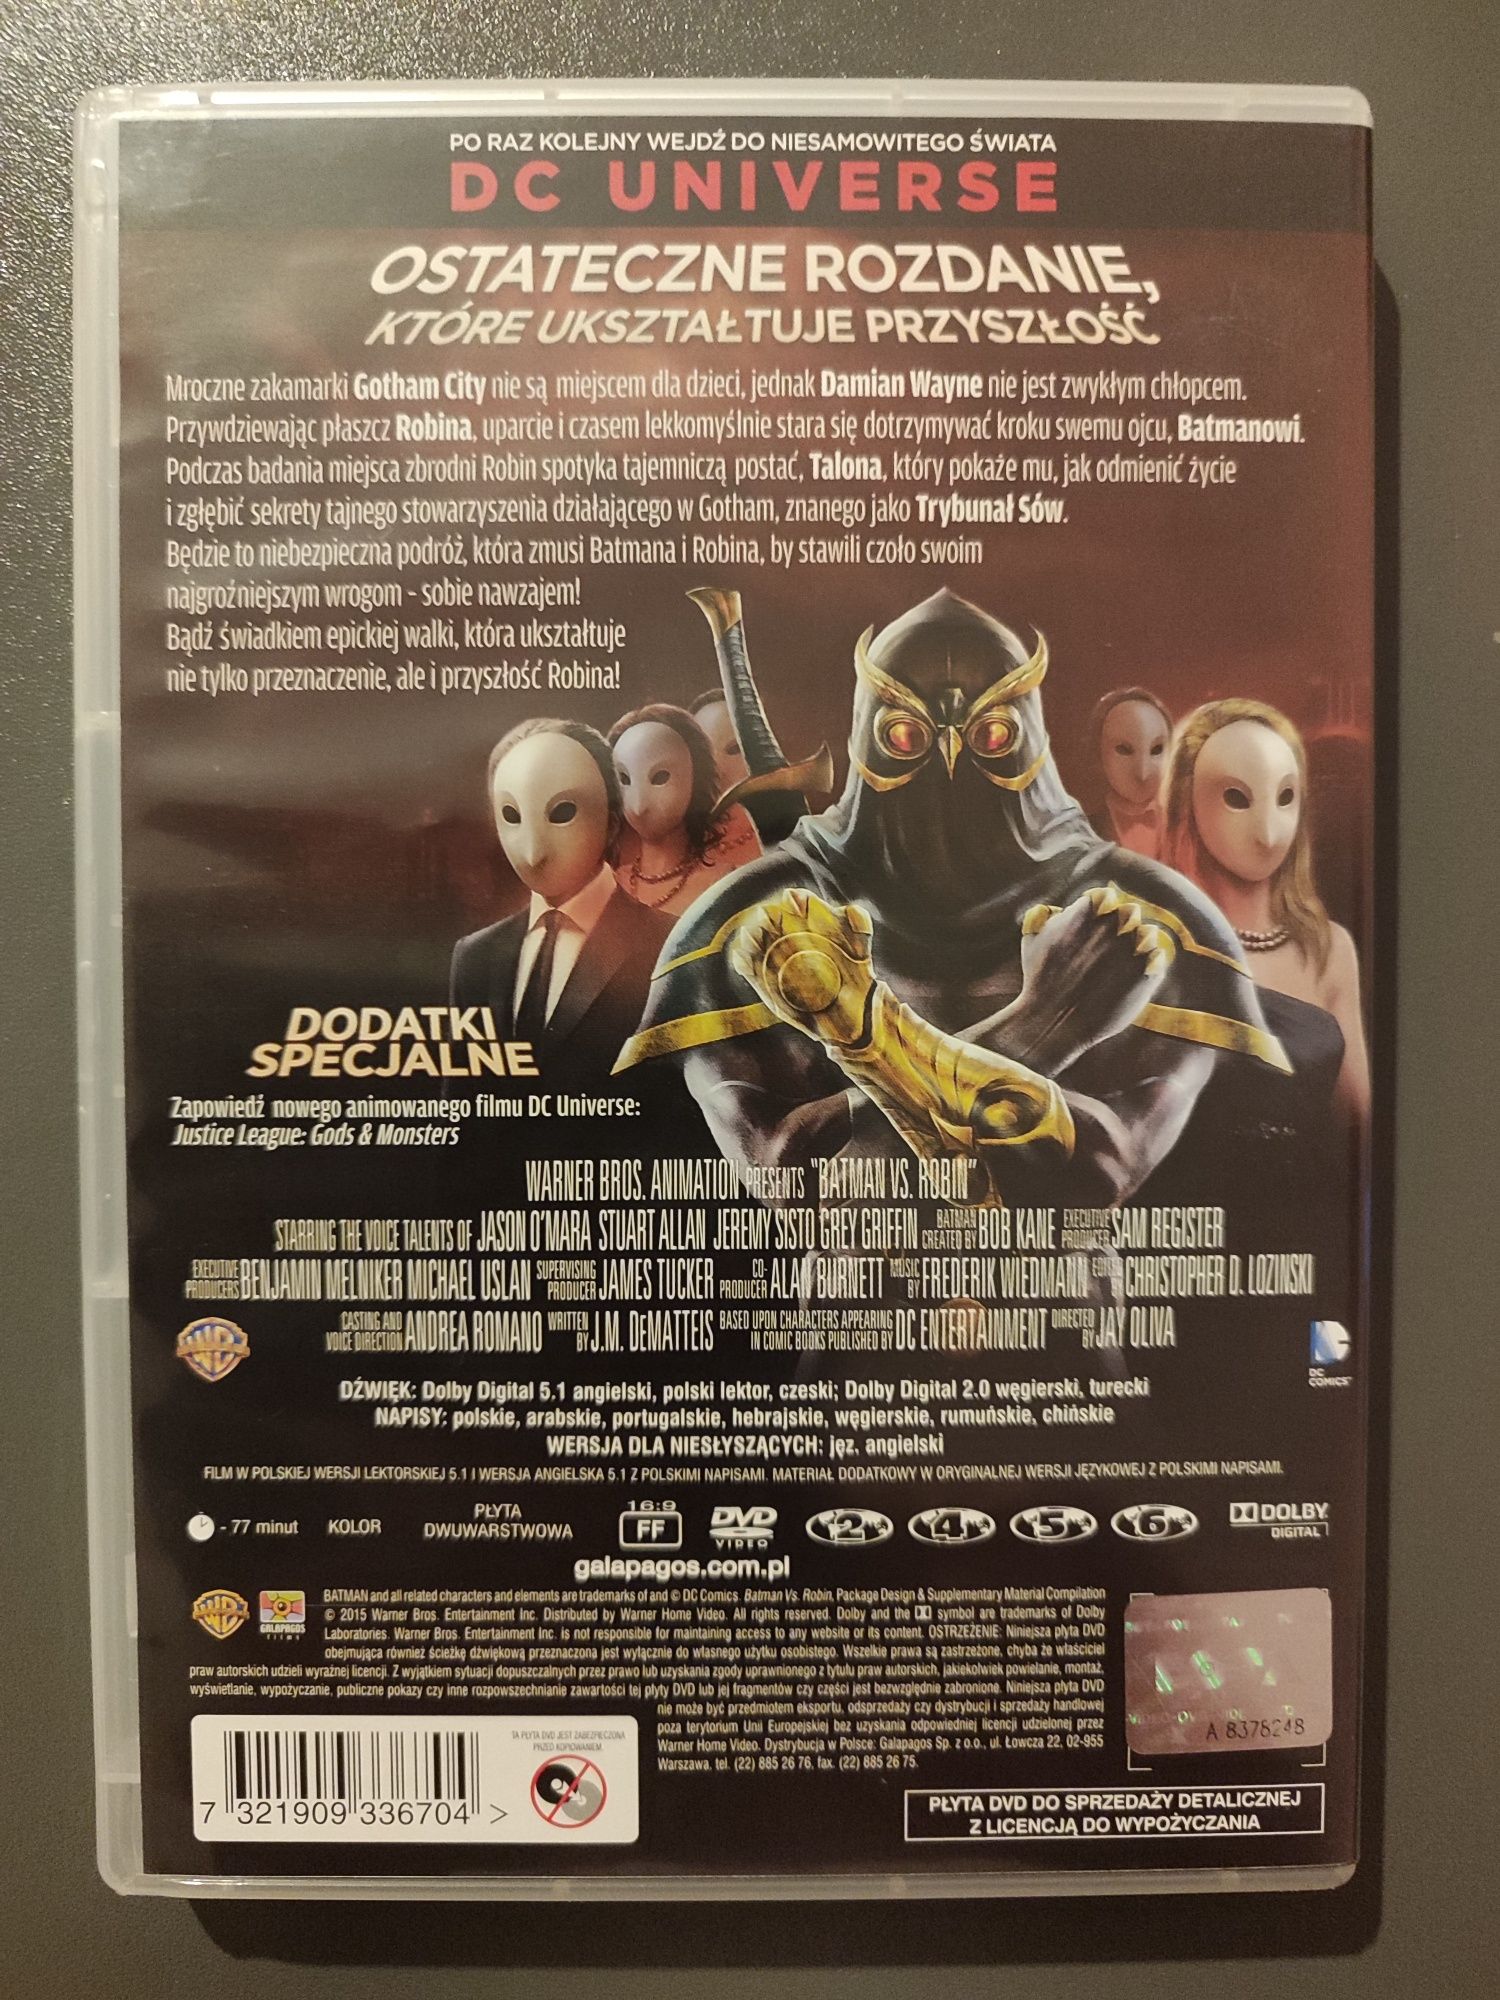 PO RAZ KOLEJNY WEJDŹ DO NIESAMOWITEGO ŚWIATA
DC UNIVERSE
OSTATECZNE ROZDANIE,
KTÓRE UKSZTAŁTUJE PRZYSZŁOŚĆ
Mroczne zakamarki Gotham City nie są miejscem dla dzieci, jednak Damian Wayne nie jest zwykłym chłopcem.
Przywdziewając płaszcz Robina, uparcie i czasem lekkomyślnie stara się dotrzymywać kroku swemu ojcu, Batmanowi.
Podczas badania miejsca zbrodni Robin spotyka tajemniczą postać, Talona, który pokaże mu, jak odmienić życie
i zgłębić sekrety tajnego stowarzyszenia działającego w Gotham, znanego jako Trybunał Sów.
Będzie to niebezpieczna podróż, która zmusi Batmana i Robina, by stawili czoło swoim
najgroźniejszym wrogom - sobie nawzajem!
Bądź świadkiem epickiej walki, która ukształtuje
nie tylko przeznaczenie, ale i przyszłość Robina!
DODATKI
SPECJALNE
Zapowiedź nowego animowanego filmu DC Universe:
Justice League: Gods & Monsters
WARNER BROS. ANIMATION PRESENTS "BATMAN VS. ROBIN"
STARRING THE VOICE TALENTS OF JASON O'MARA STUART ALLAN JEREMY SISTO GREY GRIFFIN BATMAN CREATED BY BOB KANE EXECUTIVE PRODUCER SAM REGISTER
EXECUTIVE PRODUCERS BENJAMIN MELNIKER MICHAEL USLAN SUPERVISING PRODUCER JAMES TUCKER CO-PRODUCER ALAN BURNETT MUSIC BY FREDERIK WIEDMANN EDITED BY CHRISTOPHER D. LOZINSKI
CASTING AND VOICE DIRECTION ANDREA ROMANO WRITTEN BY J.M. DeMATTEIS BASED UPON CHARACTERS APPEARING IN COMIC BOOKS PUBLISHED BY DC ENTERTAINMENT DIRECTED BY JAY OLIVA
DC
COMICS™
DŹWIĘK: Dolby Digital 5.1 angielski, polski lektor, czeski; Dolby Digital 2.0 węgierski, turecki
NAPISY: polskie, arabskie, portugalskie, hebrajskie, węgierskie, rumuńskie, chińskie
WERSJA DLA NIESŁYSZĄCYCH: jęz. angielski
FILM W POLSKIEJ WERSJI LEKTORSKIEJ 5.1 I WERSJA ANGIELSKA 5.1 Z POLSKIMI NAPISAMI. MATERIAŁ DODATKOWY W ORYGINALNEJ WERSJI JĘZYKOWEJ Z POLSKIMI NAPISAMI.
- 77 minut KOLOR PŁYTA DWUWARSTWOWA 16:9 FF DVD VIDEO 2 4 5 6 DOLBY DIGITAL
galapagos.com.pl
GALAPAGOS
films
BATMAN and all related characters and elements are trademarks of and © DC Comics. Batman Vs. Robin, Package Design & Supplementary Material Compilation
© 2015 Warner Bros. Entertainment Inc. Distributed by Warner Home Video. All rights reserved. Dolby and the DD symbol are trademarks of Dolby
Laboratories. Warner Bros. Entertainment Inc. is not responsible for maintaining access to any website or its content. OSTRZEŻENIE: Niniejsza płyta DVD
obejmująca również ścieżkę dźwiękową przeznaczona jest wyłącznie do własnego użytku osobistego. Wszelkie prawa są zastrzeżone, chyba że właściciel
praw autorskich udzieli wyraźnej licencji. Z wyjątkiem sytuacji dopuszczalnych przez prawo lub uzyskania zgody uprawnionego z tytułu praw autorskich, jakiekolwiek powielanie, montaż,
wyświetlanie, wypożyczanie, publiczne pokazy czy inne rozpowszechnianie zawartości tej płyty DVD lub jej fragmentów czy części jest bezwzględnie zabronione. Niniejsza płyta DVD
nie może być przedmiotem eksportu, odsprzedaży czy dystrybucji i sprzedaży handlowej
poza terytorium Unii Europejskiej bez uzyskania odpowiedniej licencji udzielonej przez
Warner Home Video. Dystrybucja w Polsce: Galapagos Sp. z o.o., ul. Łowcza 22, 02-955
Warszawa, tel. (22) 885 26 76, fax. (22) 885 26 75.
TA PŁYTA DVD JEST ZABEZPIECZONA
PRZED KOPIOWANIEM.
7 321909 336704 >
A 8378248
PŁYTA DVD DO SPRZEDAŻY DETALICZNEJ
Z LICENCJĄ DO WYPOŻYCZANIA